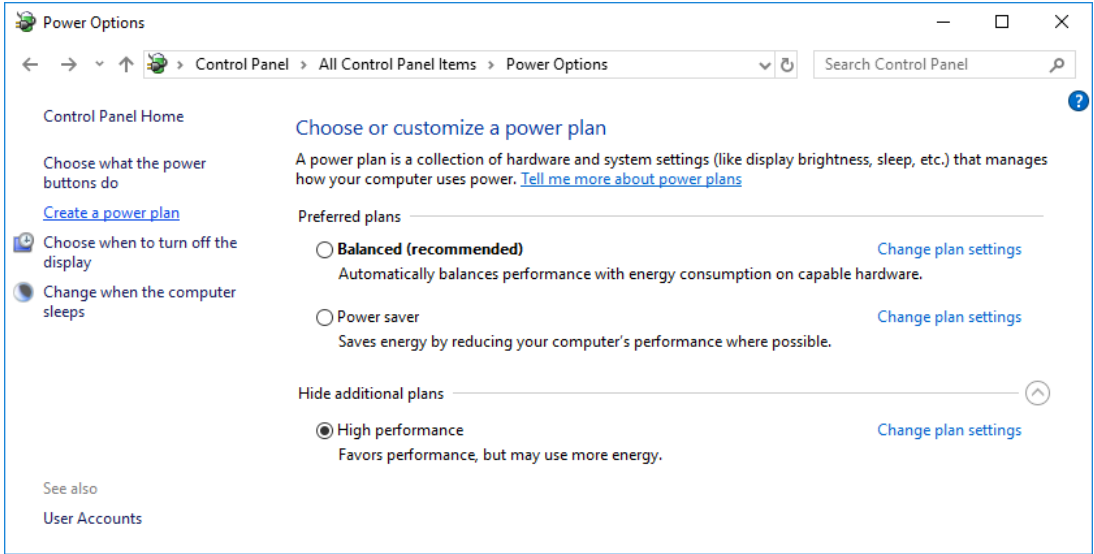 Power Options
Control Panel > All Control Panel Items > Power Options
Search Control Panel
?
Control Panel Home
Choose what the power
buttons do
Create a power plan
Choose when to turn off the
display
Change when the computer
sleeps
See also
User Accounts
Choose or customize a power plan
A power plan is a collection of hardware and system settings (like display brightness, sleep, etc.) that manages
how your computer uses power. Tell me more about power plans
Preferred plans
Balanced (recommended) Change plan settings
Automatically balances performance with energy consumption on capable hardware.
Power saver Change plan settings
Saves energy by reducing your computer's performance where possible.
Hide additional plans
High performance Change plan settings
Favors performance, but may use more energy.